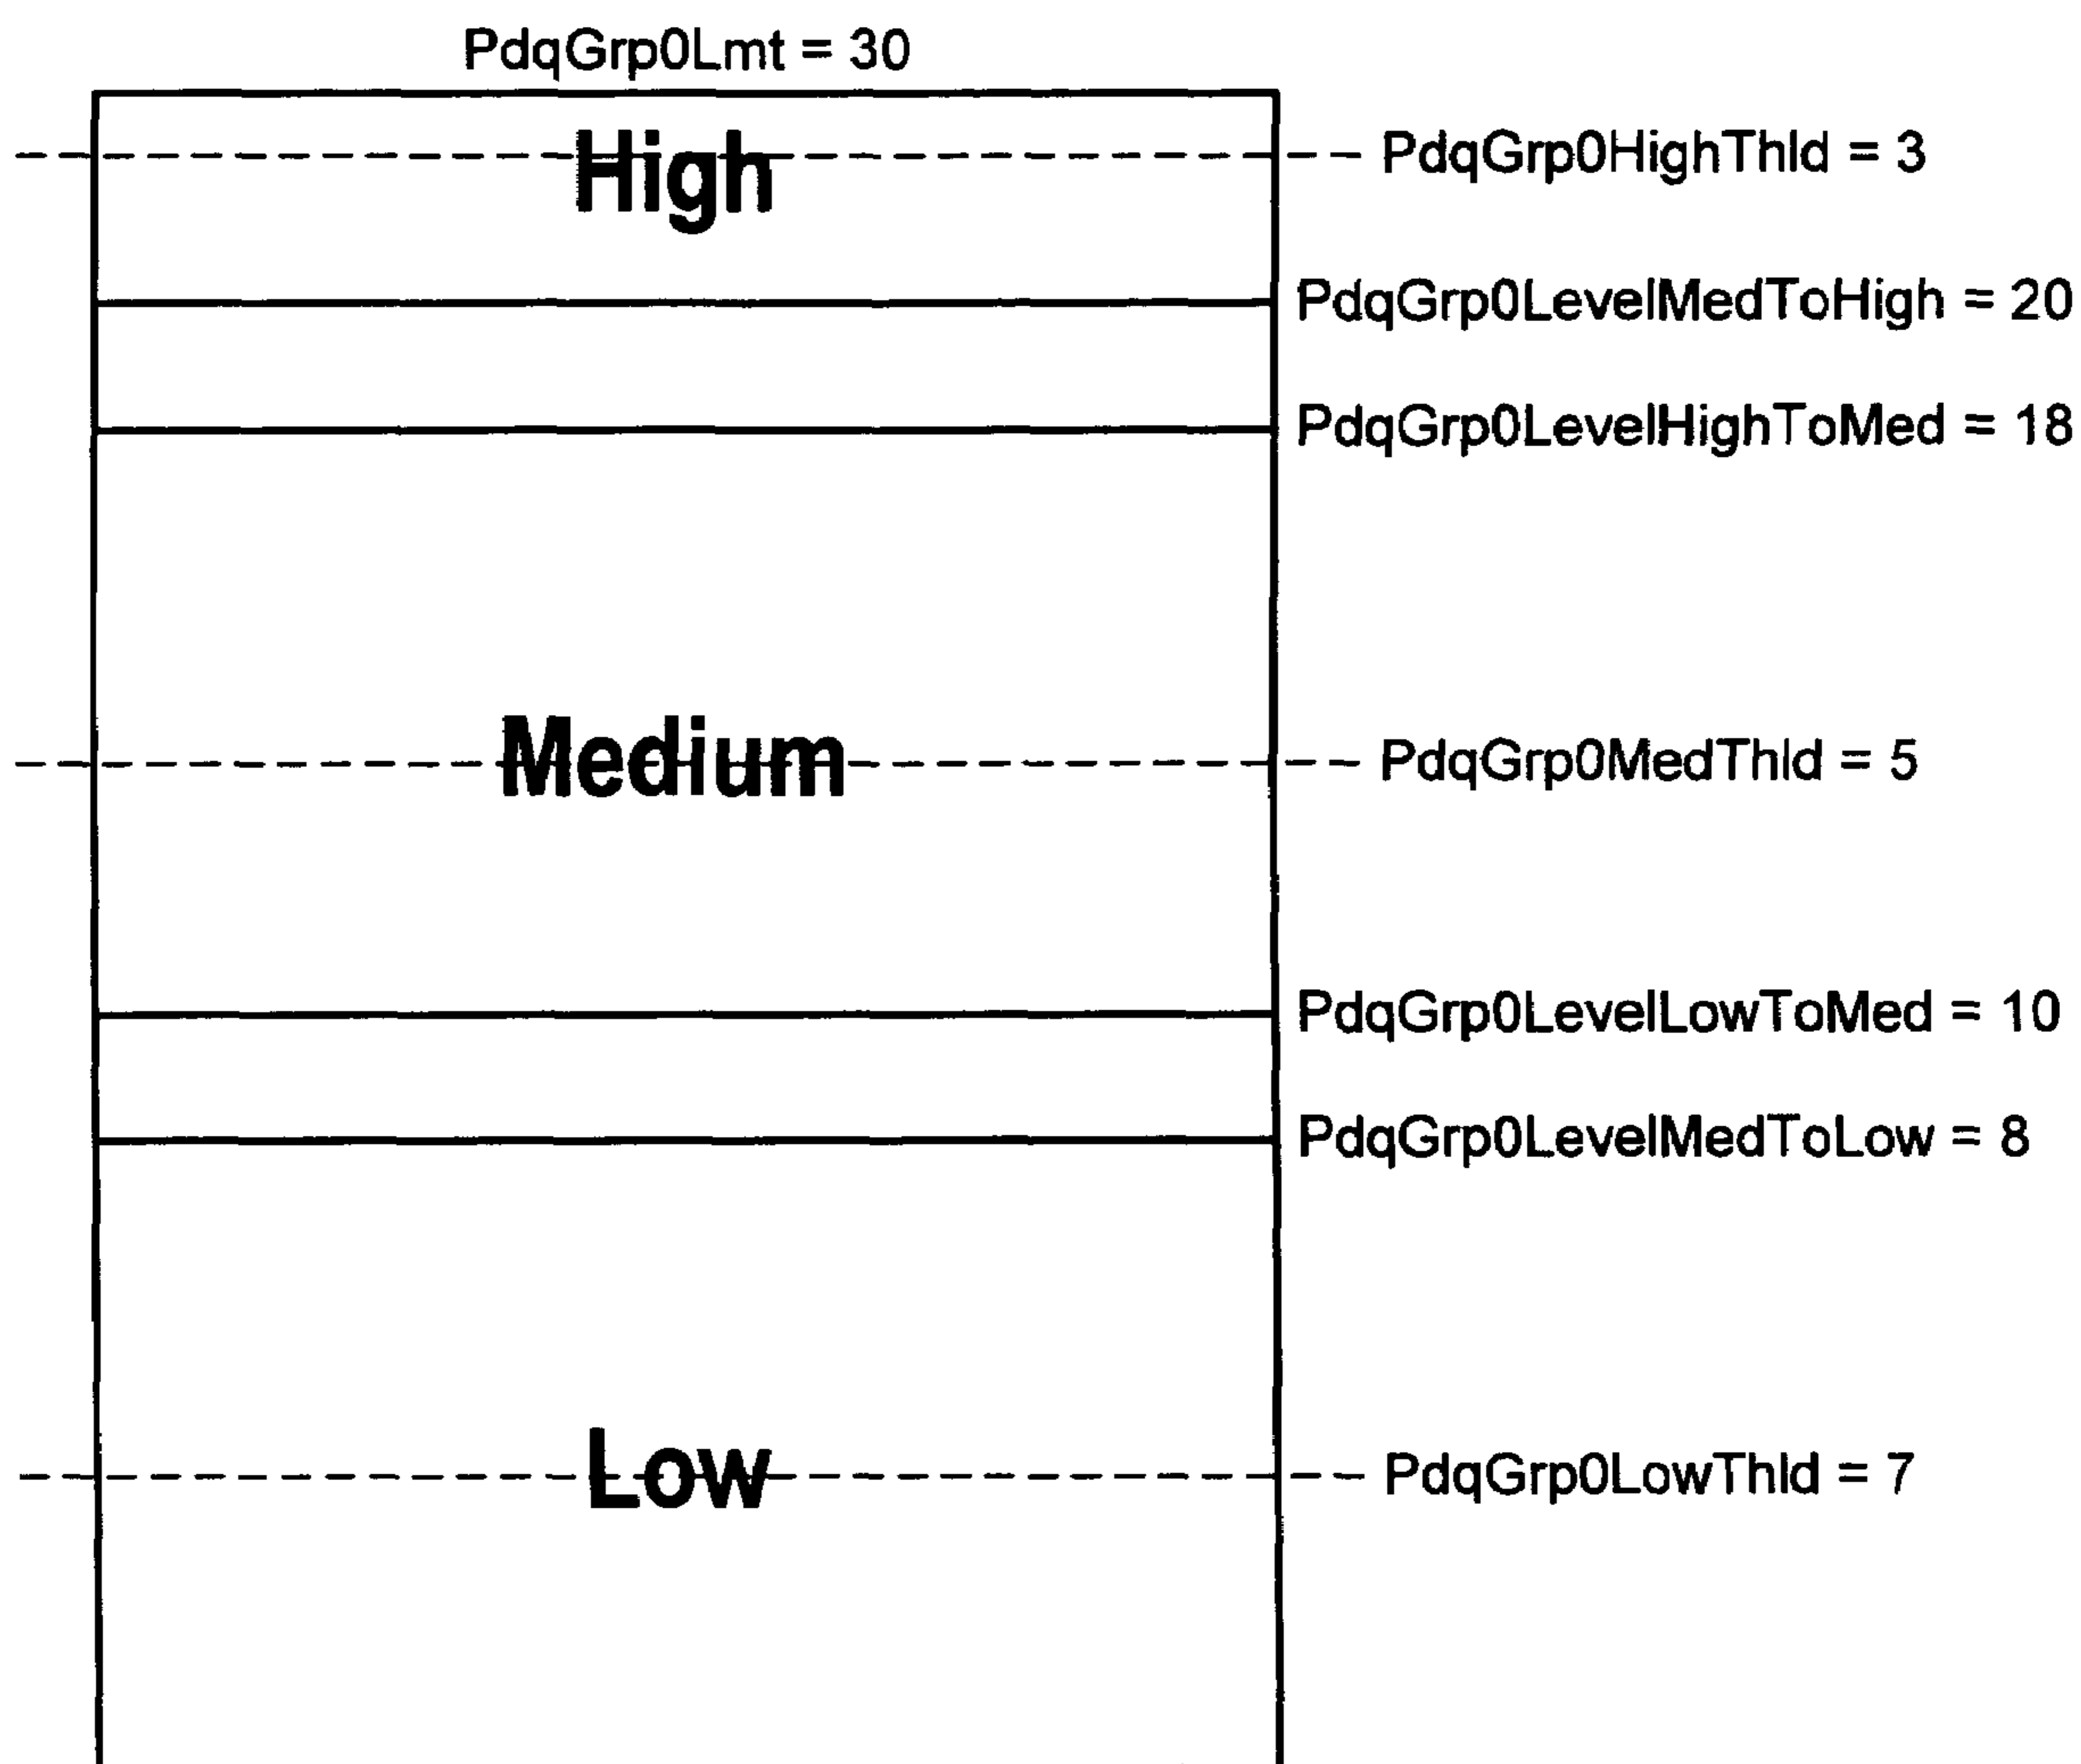 PdqGrp0Lmt = 30
High
PdqGrp0HighThld = 3
PdqGrp0LevelMedToHigh = 20
PdqGrp0LevelHighToMed = 18
Medium
PdqGrp0MedThld = 5
PdqGrp0LevelLowToMed = 10
PdqGrp0LevelMedToLow = 8
Low
PdqGrp0LowThld = 7